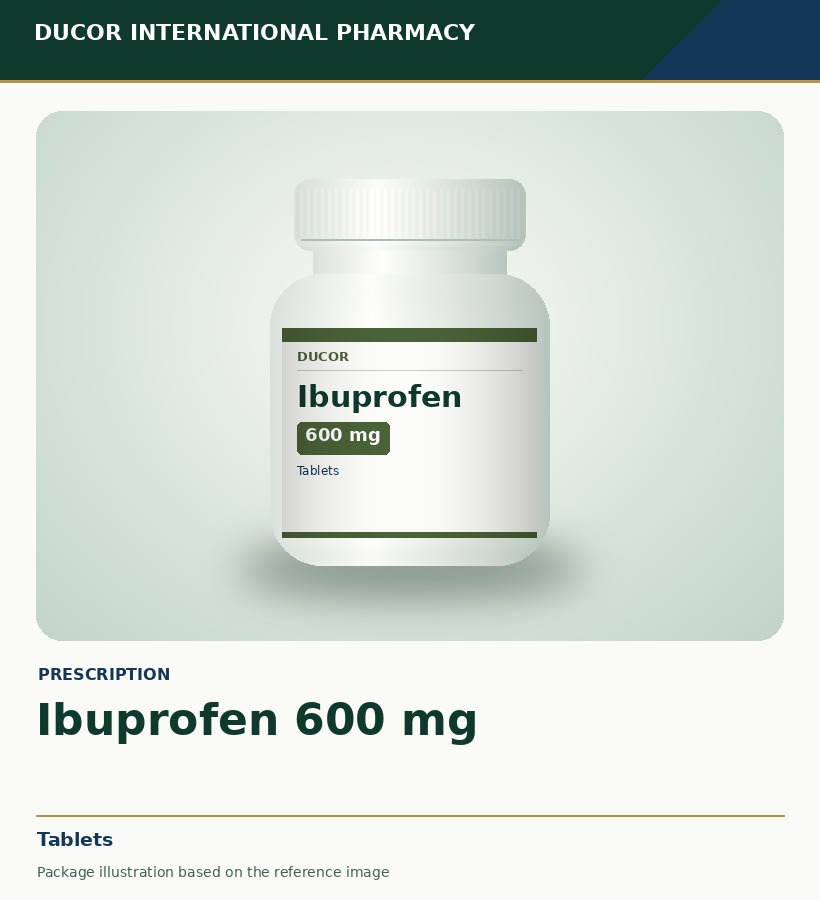 DUCOR INTERNATIONAL PHARMACY
DUCOR
Ibuprofen
600 mg
Tablets
PRESCRIPTION
Ibuprofen 600 mg
Tablets
Package illustration based on the reference image